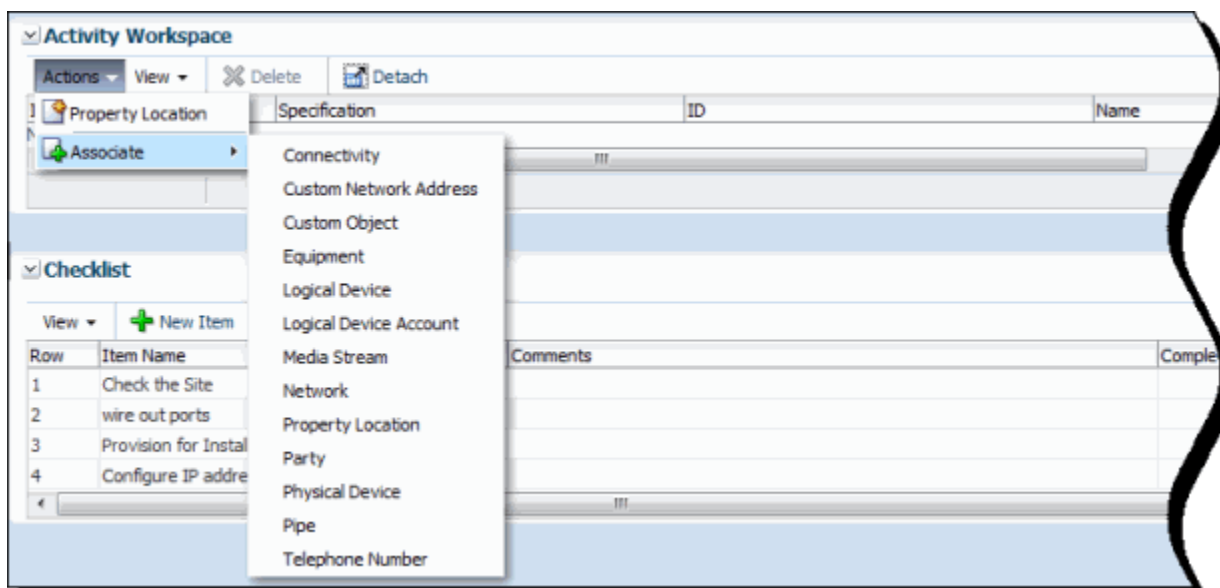 Activity Workspace
Actions View Delete Detach
Specification ID Name
Property Location
Associate
Connectivity
Custom Network Address
Custom Object
Equipment
Logical Device
Logical Device Account
Media Stream
Network
Property Location
Party
Physical Device
Pipe
Telephone Number
Checklist
View New Item
Row Item Name Comments Comple
1 Check the Site
2 wire out ports
3 Provision for Instal
4 Configure IP addre